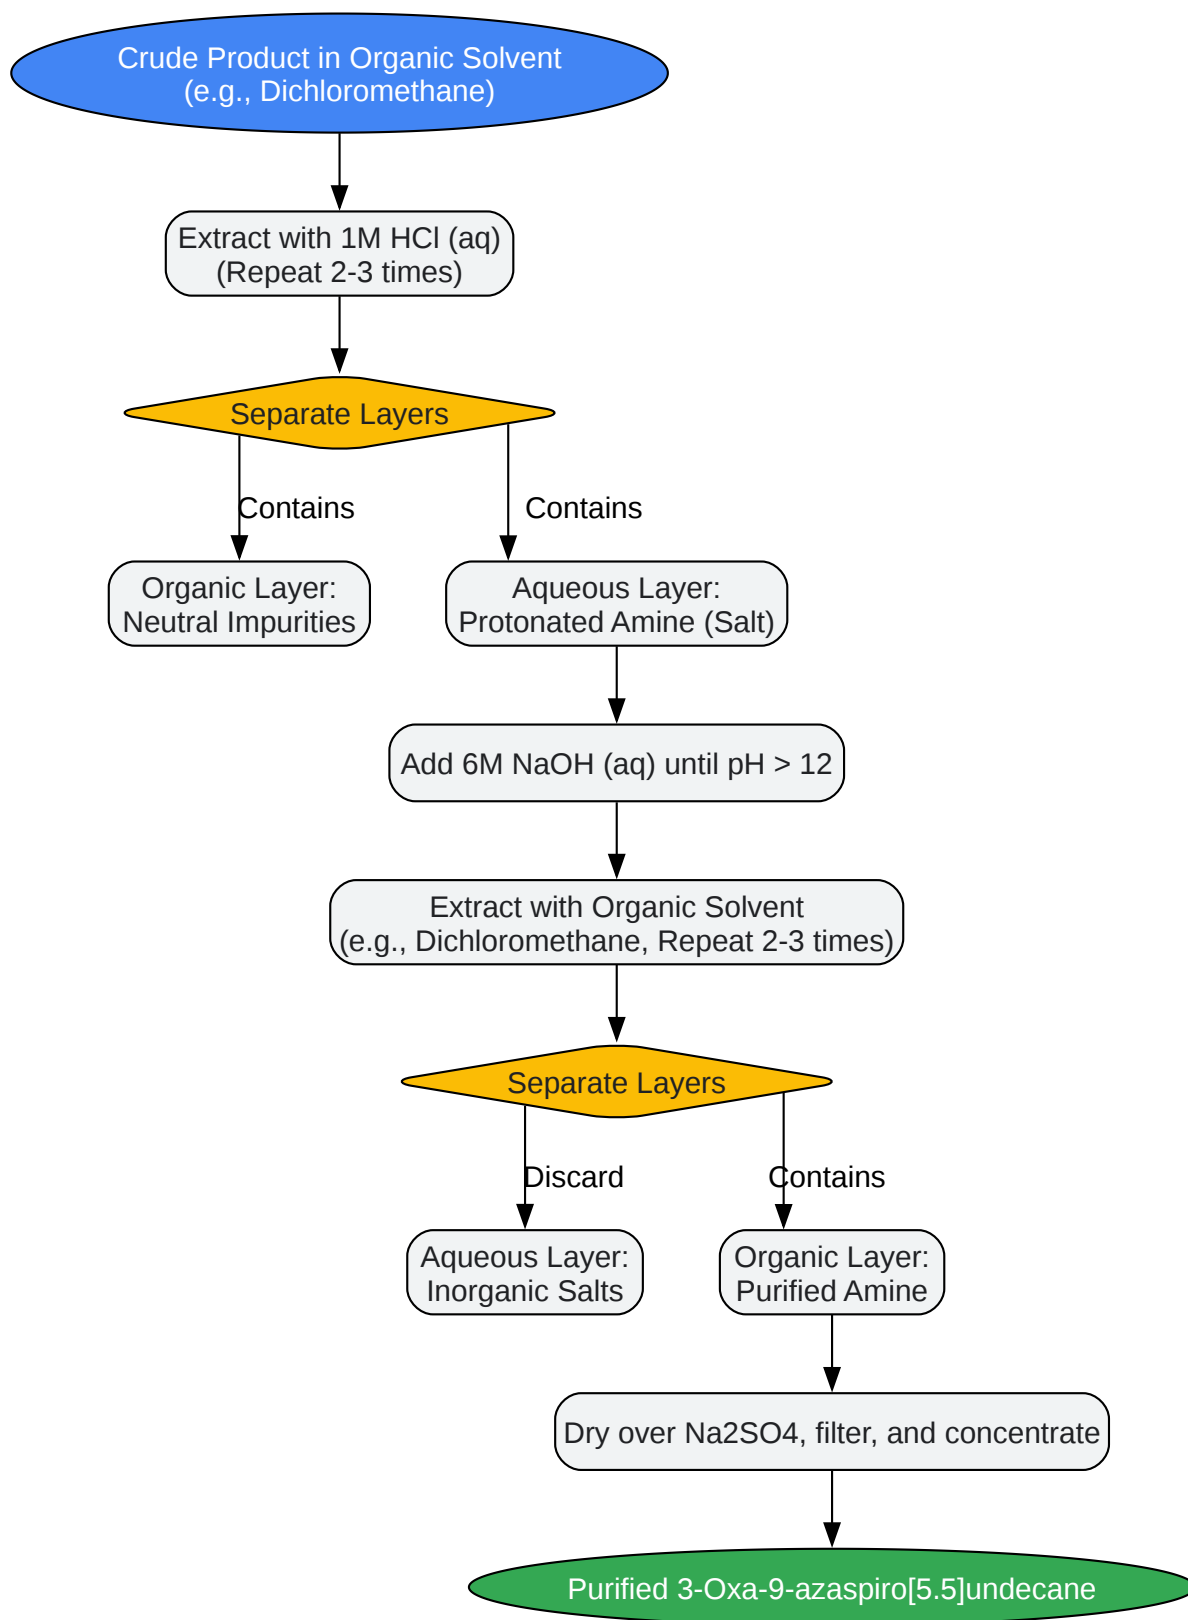 Crude Product in Organic Solvent
(e.g., Dichloromethane)
Extract with 1M HCl (aq)
(Repeat 2-3 times)
Separate Layers
Contains
Contains
Organic Layer:
Neutral Impurities
Aqueous Layer:
Protonated Amine (Salt)
Add 6M NaOH (aq) until pH > 12
Extract with Organic Solvent
(e.g., Dichloromethane, Repeat 2-3 times)
Separate Layers
Discard
Contains
Aqueous Layer:
Inorganic Salts
Organic Layer:
Purified Amine
Dry over Na2SO4, filter, and concentrate
Purified 3-Oxa-9-azaspiro[5.5]undecane